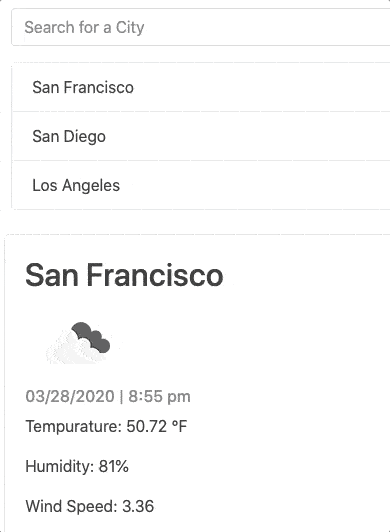 Search for a City
San Francisco
San Diego
Los Angeles
San Francisco
03/28/2020 | 8:55 pm
Tempurature: 50.72 °F
Humidity: 81%
Wind Speed: 3.36